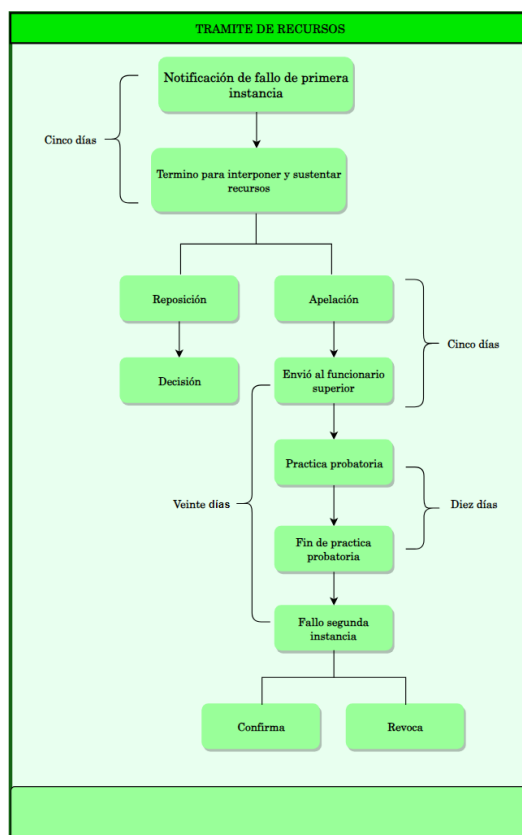 TRAMITE DE RECURSOS
Notificación de fallo de primera
instancia
Cinco días
Termino para interponer y sustentar
recursos
Reposición
Apelación
Cinco días
Decisión
Envió al funcionario
superior
Practica probatoria
Veinte días
Diez días
Fin de practica
probatoria
Fallo segunda
instancia
Confirma
Revoca